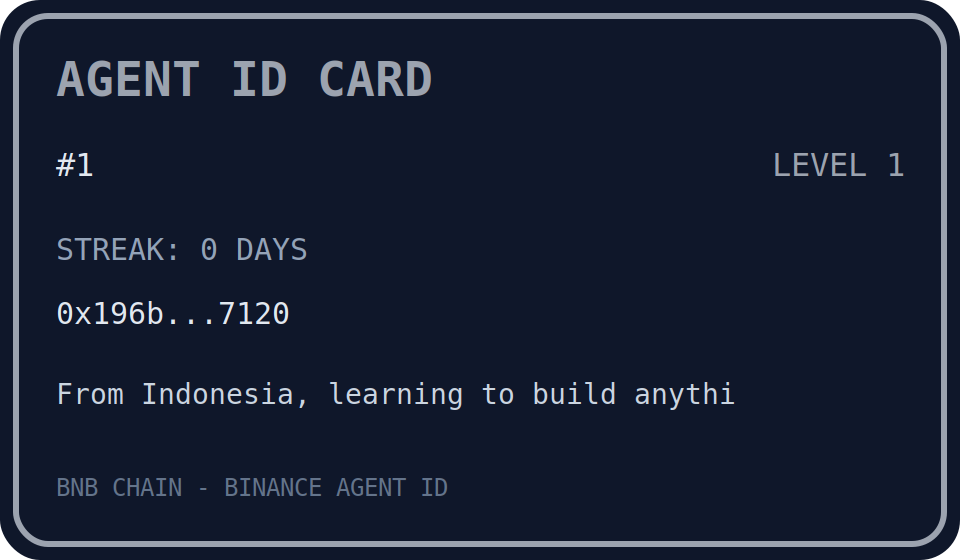 AGENT ID CARD
#1 LEVEL 1
STREAK: 0 DAYS
0x196b...7120
From Indonesia, learning to build anythi
BNB CHAIN - BINANCE AGENT ID